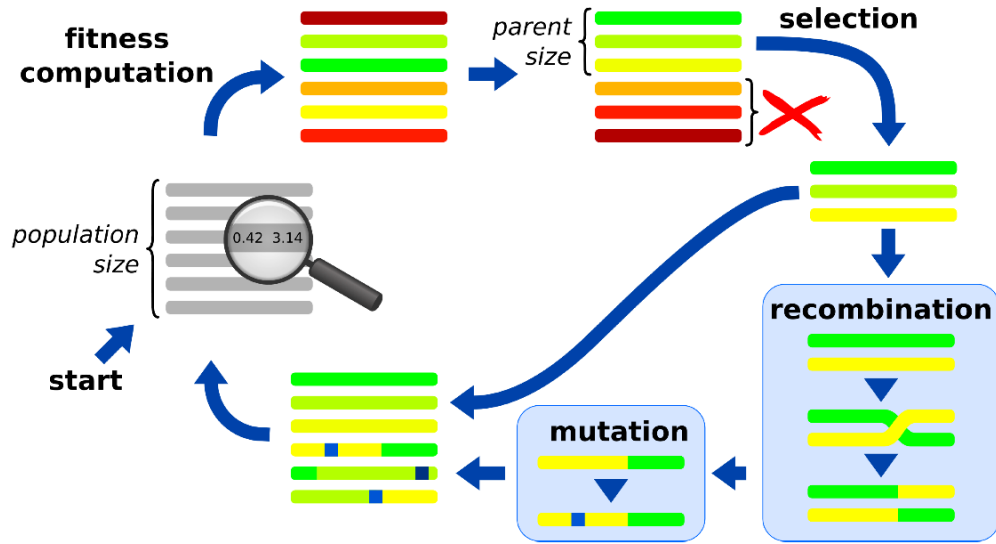 fitness
computation
parent
size
selection
population
size
0.42 3.14
start
recombination
mutation